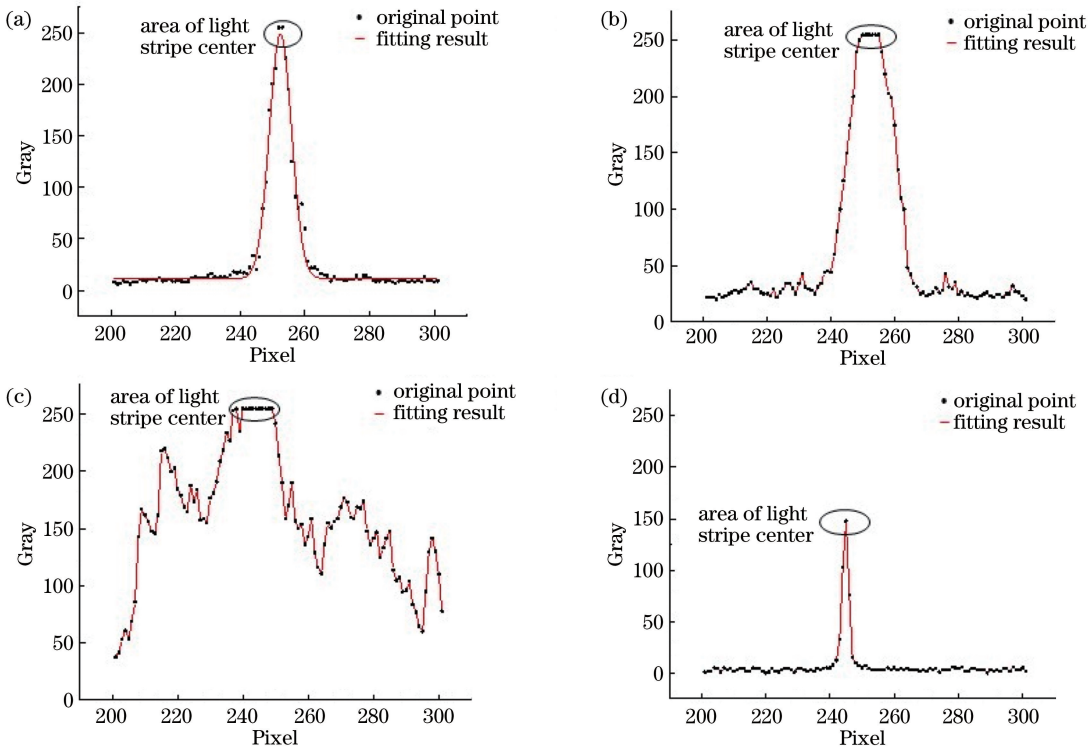 (a)
area of light
stripe center
original point
fitting result
250
200
150
100
50
0
Gray
200 220 240 260 280 300
Pixel
(b)
area of light
stripe center
original point
fitting result
250
200
150
100
50
0
Gray
200 220 240 260 280 300
Pixel
(c)
area of light
stripe center
original point
fitting result
250
200
150
100
50
0
Gray
200 220 240 260 280 300
Pixel
(d)
original point
fitting result
area of light
stripe center
250
200
150
100
50
0
Gray
200 220 240 260 280 300
Pixel